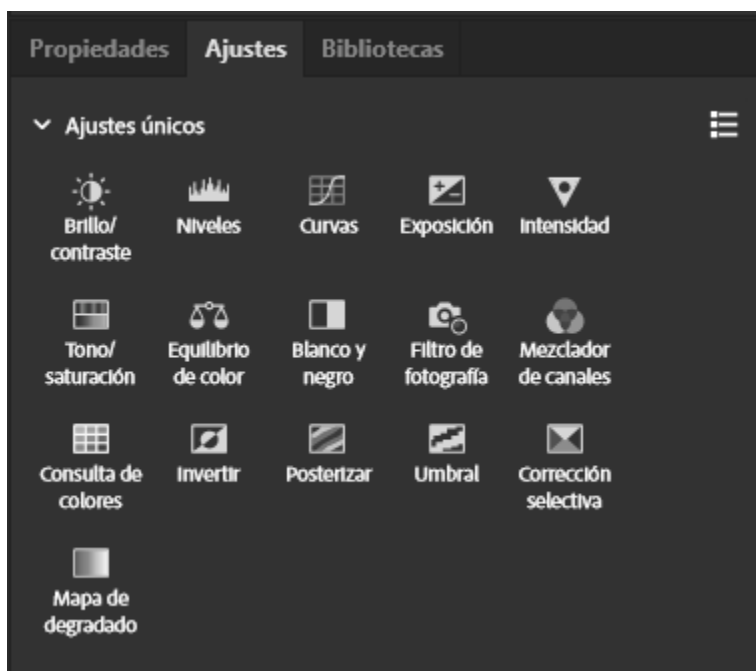 Propiedades Ajustes Bibliotecas
Ajustes únicos
Brillo/ Niveles Curvas Exposición Intensidad
contraste
Tono/ Equilibrio Blanco y Filtro de Mezclador
saturación de color negro fotografía de canales
Consulta de Invertir Posterizar Umbral Corrección
colores selectiva
Mapa de
degradado